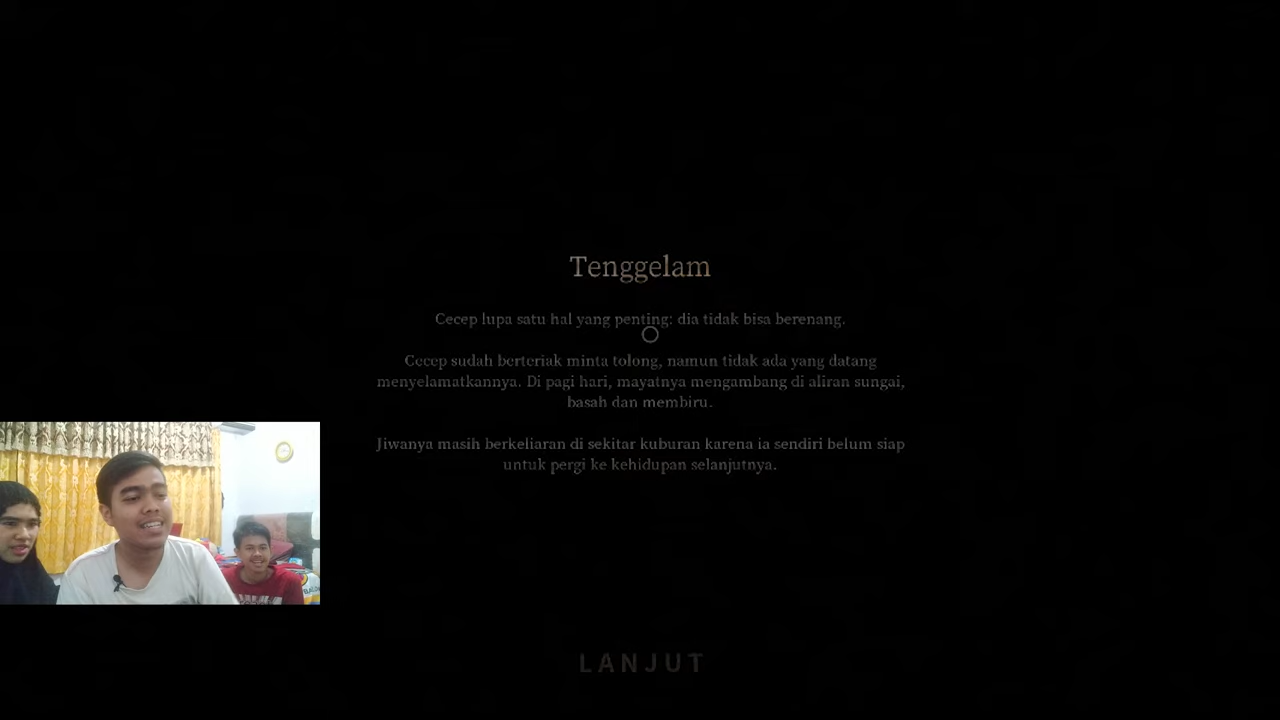 Tenggelam
Cecep lupa satu hal yang penting: dia tidak bisa berenang.
Cecep sudah berteriak minta tolong, namun tidak ada yang datang
menyelamatkannya. Di pagi hari, mayatnya mengambang di aliran sungai,
basah dan membiru.
Jiwanya masih berkeliaran di sekitar kuburan karena ia sendiri belum siap
untuk pergi ke kehidupan selanjutnya.
LANJUT